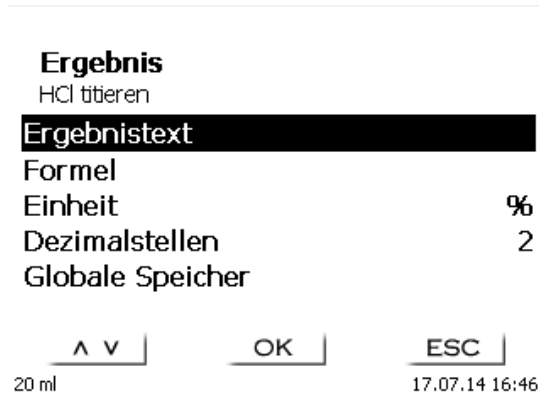 Ergebnis
HCl titieren
Ergebnistext
Formel
Einheit %
Dezimalstellen 2
Globale Speicher
∧ ∨ OK ESC
20 ml 17.07.14 16:46